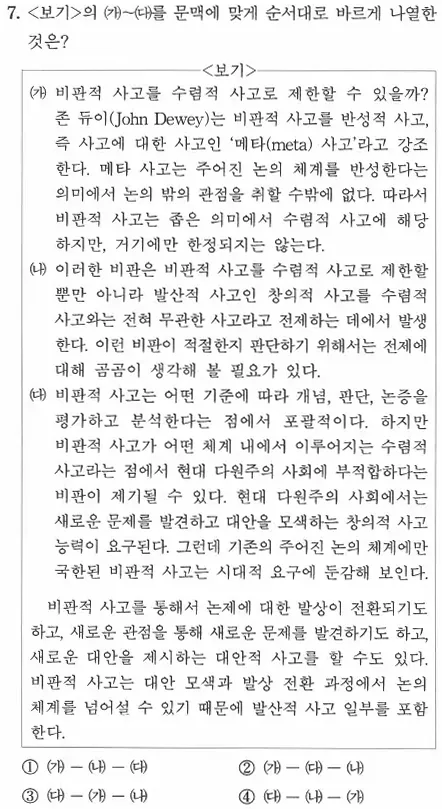 7. <보기>의 ㈎~㈐를 문맥에 맞게 순서대로 바르게 나열한
것은?
<보기>
㈎ 비판적 사고를 수렴적 사고로 제한할 수 있을까?
존 듀이(John Dewey)는 비판적 사고를 반성적 사고,
즉 사고에 대한 사고인 ‘메타(meta) 사고’라고 강조
한다. 메타 사고는 주어진 논의 체계를 반성한다는
의미에서 논의 밖의 관점을 취할 수밖에 없다. 따라서
비판적 사고는 좁은 의미에서 수렴적 사고에 해당
하지만, 거기에만 한정되지는 않는다.
㈏ 이러한 비판은 비판적 사고를 수렴적 사고로 제한할
뿐만 아니라 발산적 사고인 창의적 사고를 수렴적
사고와는 전혀 무관한 사고라고 전제하는 데에서 발생
한다. 이런 비판이 적절한지 판단하기 위해서는 전제에
대해 곰곰이 생각해 볼 필요가 있다.
㈐ 비판적 사고는 어떤 기준에 따라 개념, 판단, 논증을
평가하고 분석한다는 점에서 포괄적이다. 하지만
비판적 사고가 어떤 체계 내에서 이루어지는 수렴적
사고라는 점에서 현대 다원주의 사회에 부적합하다는
비판이 제기될 수 있다. 현대 다원주의 사회에서는
새로운 문제를 발견하고 대안을 모색하는 창의적 사고
능력이 요구된다. 그런데 기존의 주어진 논의 체계에만
국한된 비판적 사고는 시대적 요구에 둔감해 보인다.
비판적 사고를 통해서 논제에 대한 발상이 전환되기도
하고, 새로운 관점을 통해 새로운 문제를 발견하기도 하고,
새로운 대안을 제시하는 대안적 사고를 할 수도 있다.
비판적 사고는 대안 모색과 발상 전환 과정에서 논의
체계를 넘어설 수 있기 때문에 발산적 사고 일부를 포함
한다.
① ㈎ - ㈏ - ㈐ ② ㈎ - ㈐ - ㈏
③ ㈐ - ㈎ - ㈏ ④ ㈐ - ㈏ - ㈎